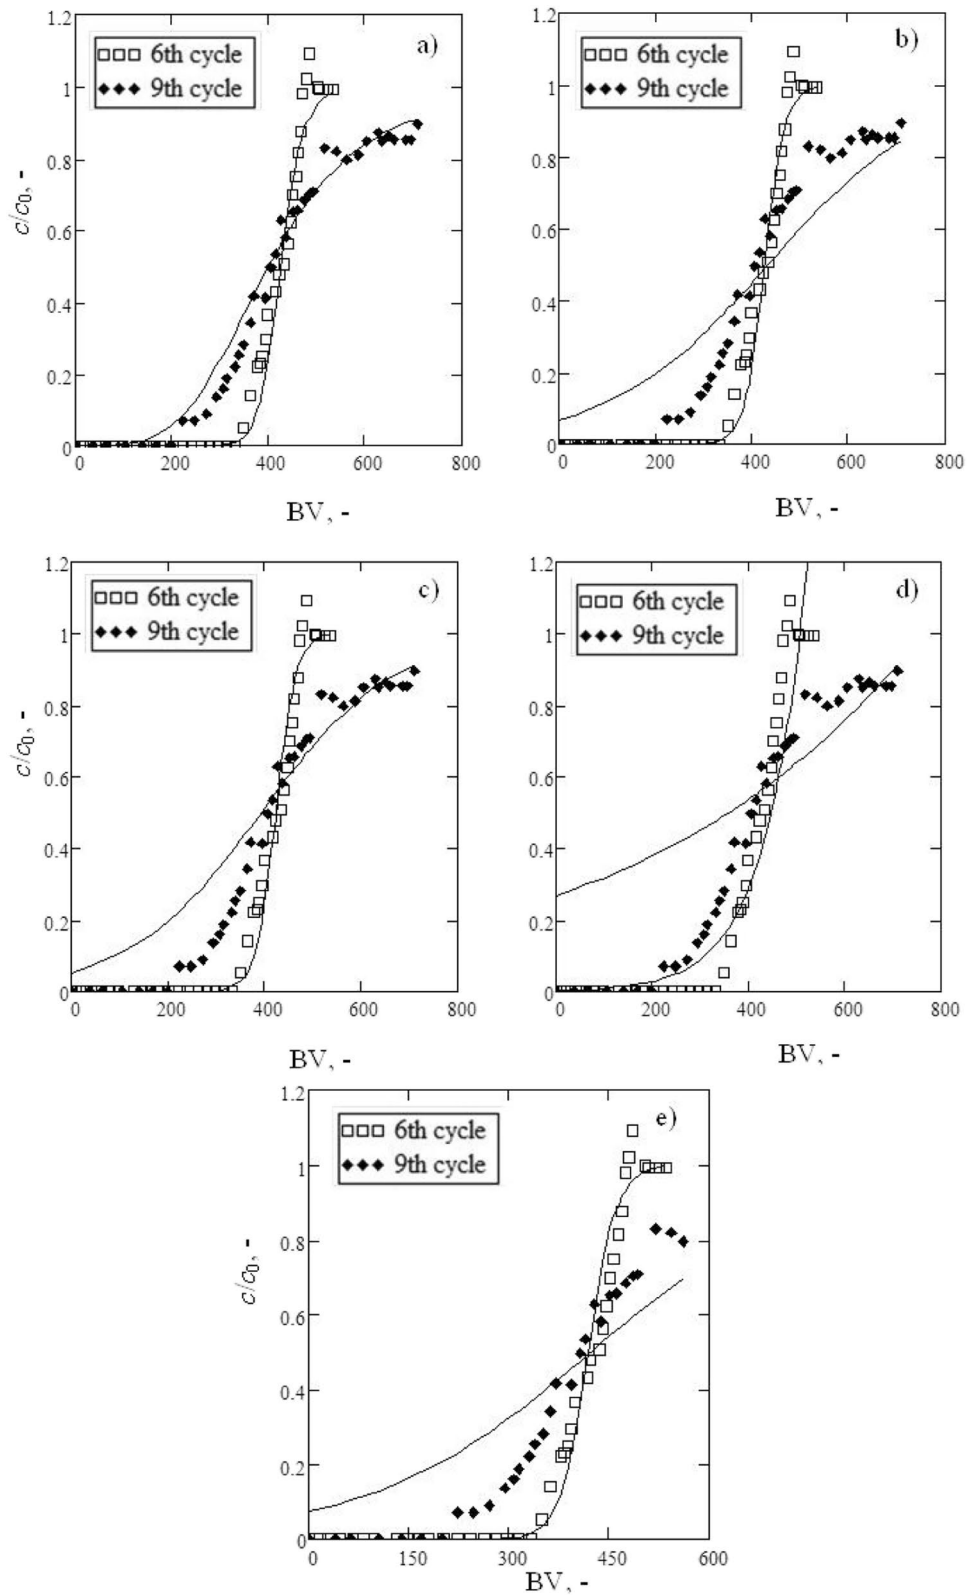 1.2
a)
6th cycle
9th cycle
1
0.8
c/c0, -
0.6
0.4
0.2
0
0 200 400 600 800
BV, -
1.2
b)
6th cycle
9th cycle
1
0.8
0.6
0.4
0.2
0
0 200 400 600 800
BV, -
1.2
c)
6th cycle
9th cycle
1
0.8
c/c0, -
0.6
0.4
0.2
0
0 200 400 600 800
BV, -
1.2
d)
6th cycle
9th cycle
1
0.8
0.6
0.4
0.2
0
0 200 400 600 800
BV, -
1.2
e)
6th cycle
9th cycle
1
0.8
c/c0, -
0.6
0.4
0.2
0
0 150 300 450 600
BV, -